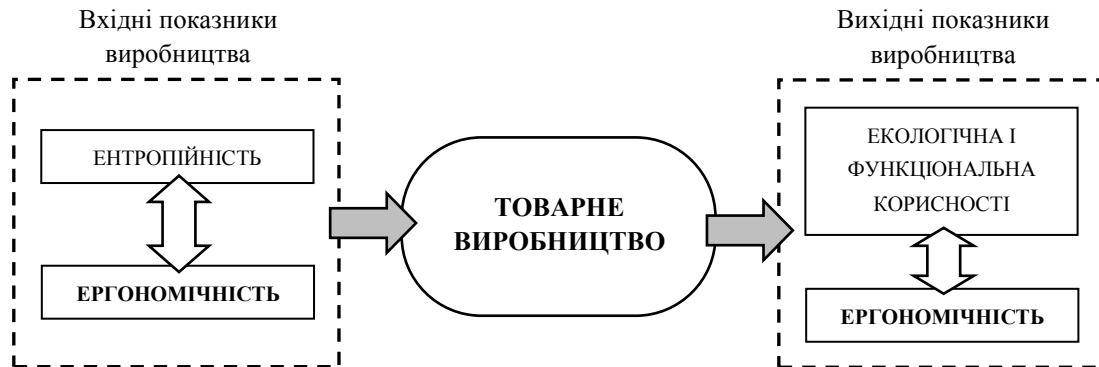 Вхідні показники
виробництва
ЕНТРОПІЙНІСТЬ
ЕРГОНОМІЧНІСТЬ
ТОВАРНЕ
ВИРОБНИЦТВО
Вихідні показники
виробництва
ЕКОЛОГІЧНА І
ФУНКЦІОНАЛЬНА
КОРИСНОСТІ
ЕРГОНОМІЧНІСТЬ